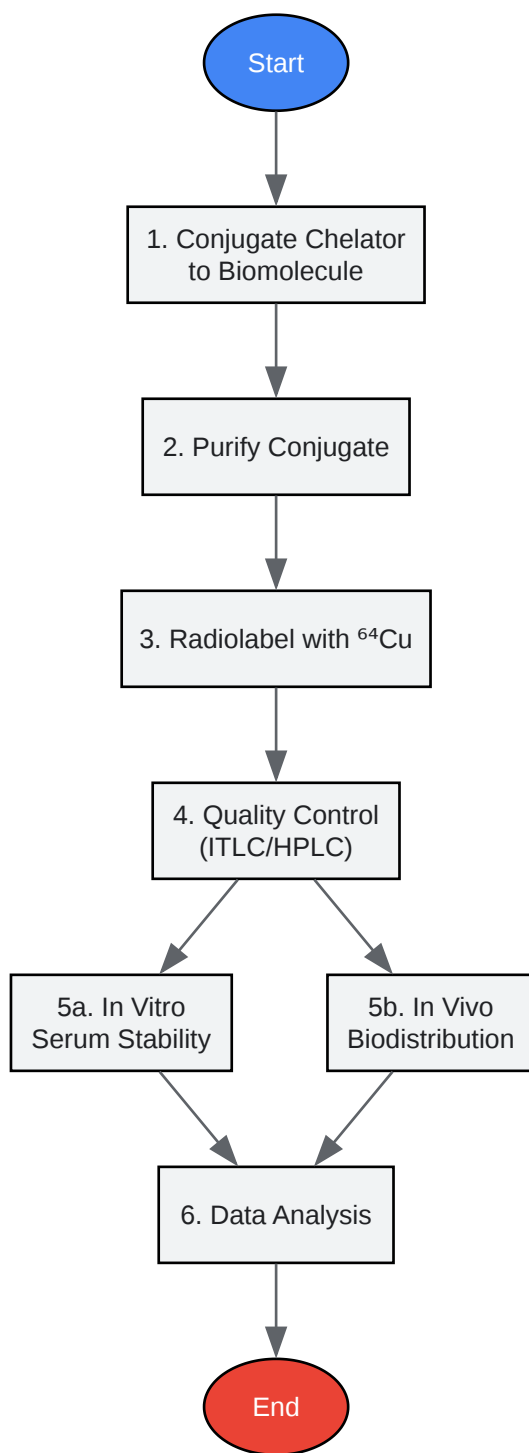 Start
1. Conjugate Chelator
to Biomolecule
2. Purify Conjugate
3. Radiolabel with ⁶⁴Cu
4. Quality Control
(ITLC/HPLC)
5a. In Vitro
Serum Stability
5b. In Vivo
Biodistribution
6. Data Analysis
End